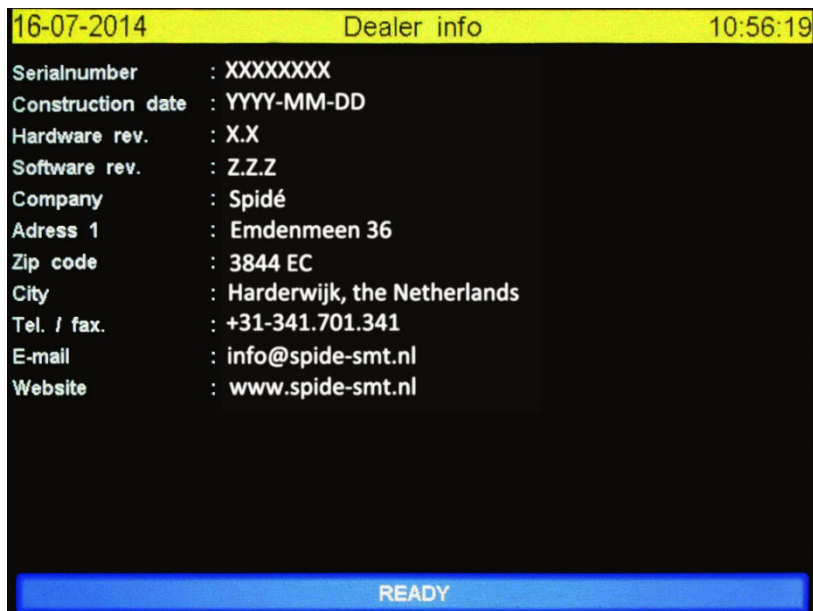 16-07-2014 Dealer info 10:56:19
Serialnumber : XXXXXXXX
Construction date : YYYY-MM-DD
Hardware rev. : X.X
Software rev. : Z.Z.Z
Company : Spidé
Adress 1 : Emdenmeen 36
Zip code : 3844 EC
City : Harderwijk, the Netherlands
Tel. / fax. : +31-341.701.341
E-mail : info@spide-smt.nl
Website : www.spide-smt.nl
READY